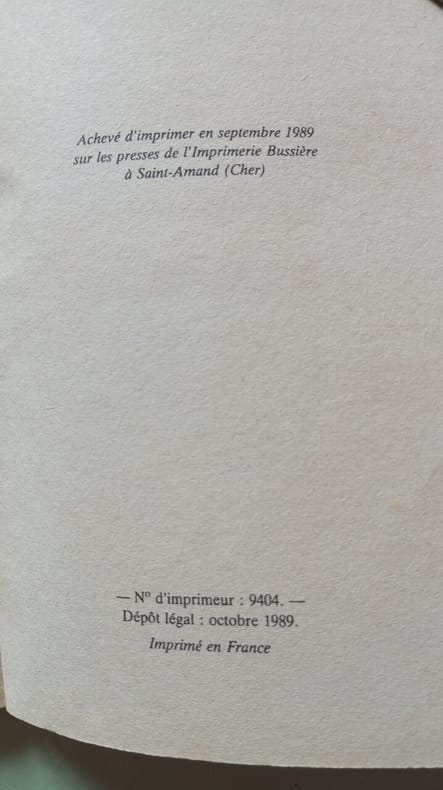 Achevé d'imprimer en septembre 1989
sur les presses de l'Imprimerie Bussière
à Saint-Amand (Cher)
— Nº d'imprimeur : 9404. —
Dépôt légal : octobre 1989.
Imprimé en France